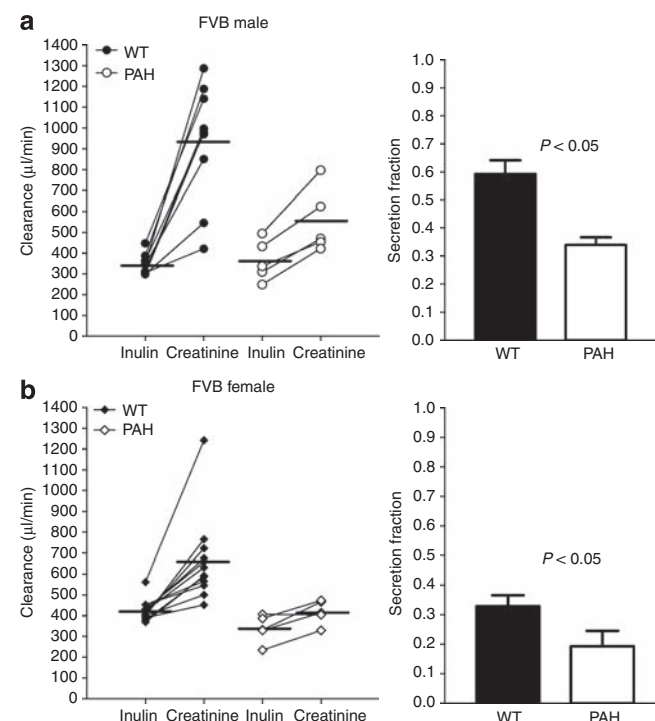 a
FVB male
1400
1300
1200
1100
1000
900
800
700
600
500
400
300
200
100
0
Clearance (µl/min)
WT
PAH
Inulin Creatinine Inulin Creatinine
1.0
0.9
0.8
0.7
0.6
0.5
0.4
0.3
0.2
0.1
0.0
Secretion fraction
P < 0.05
WT PAH
b
FVB female
1400
1300
1200
1100
1000
900
800
700
600
500
400
300
200
100
0
Clearance (µl/min)
WT
PAH
Inulin Creatinine Inulin Creatinine
1.0
0.9
0.8
0.7
0.6
0.5
0.4
0.3
0.2
0.1
0.0
Secretion fraction
P < 0.05
WT PAH